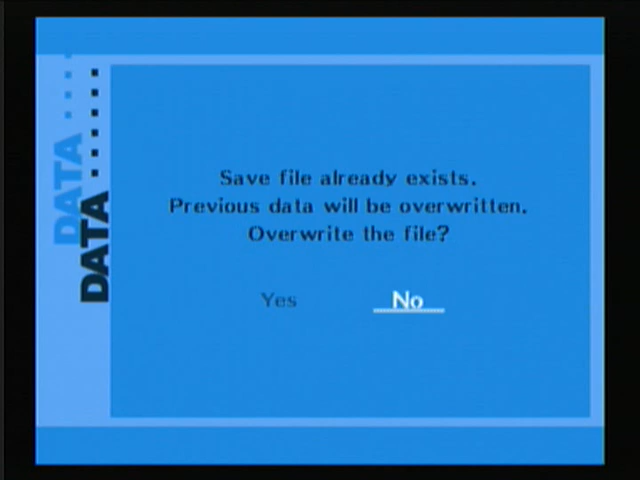 DATA
DATA
Save file already exists.
Previous data will be overwritten.
Overwrite the file?
Yes No